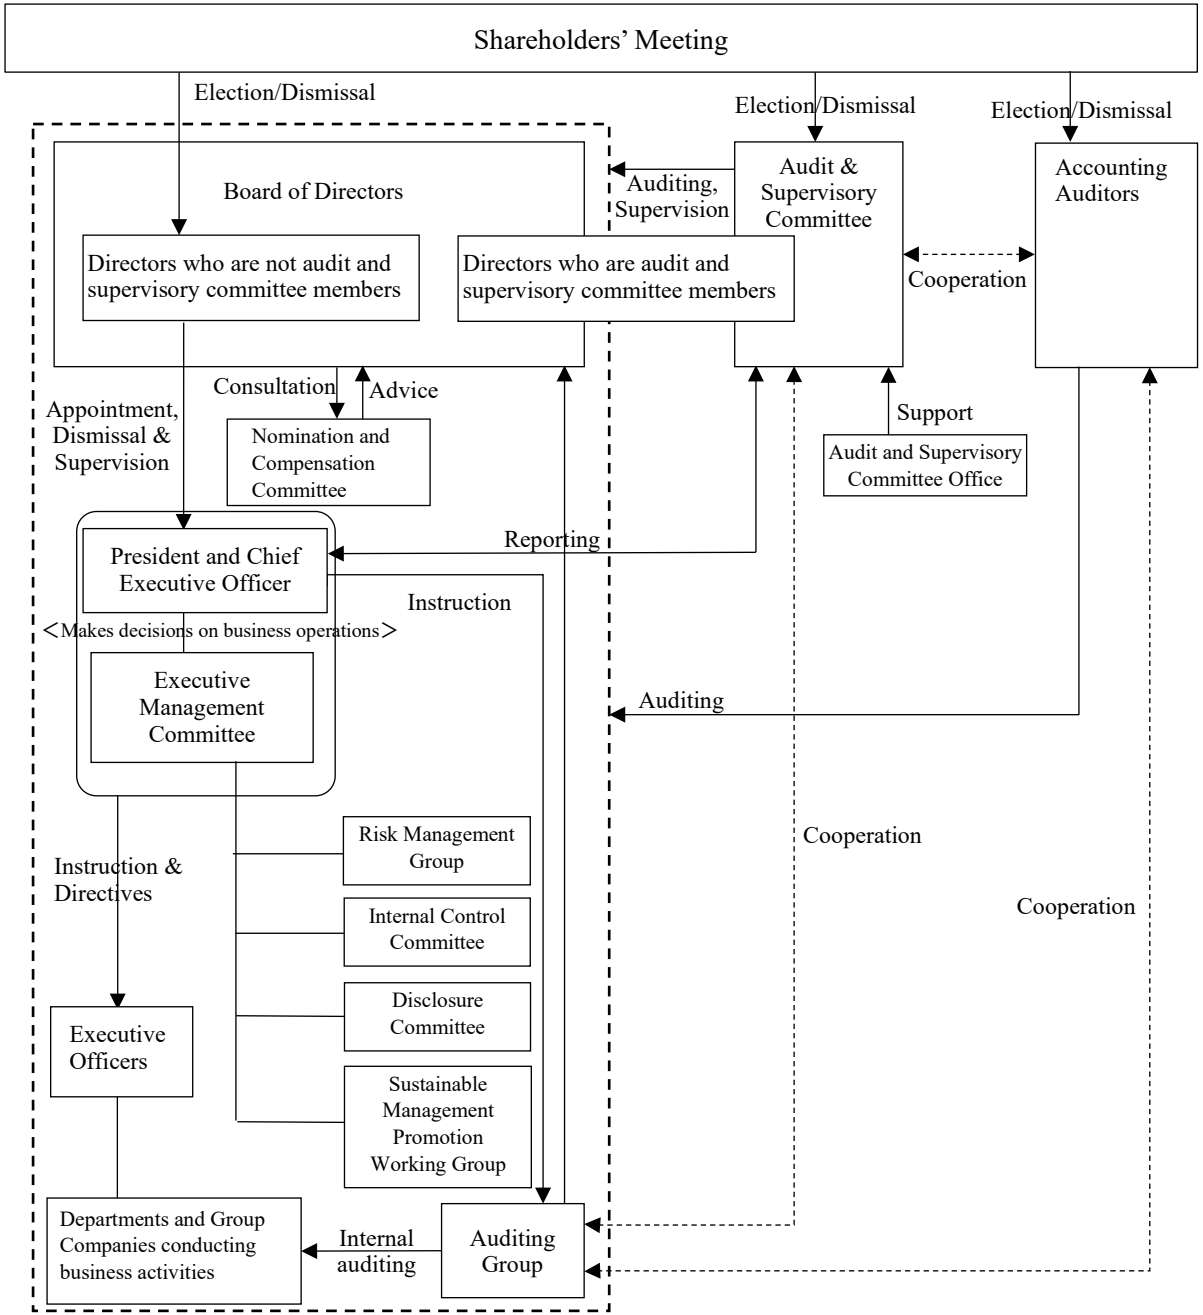 Shareholders’ Meeting
Election/Dismissal
Election/Dismissal
Election/Dismissal
Board of Directors
Auditing,
Supervision
Audit &
Supervisory
Committee
Accounting
Auditors
Directors who are not audit and
supervisory committee members
Directors who are audit and
supervisory committee members
Cooperation
Consultation
Advice
Appointment,
Dismissal &
Supervision
Nomination and
Compensation
Committee
Support
Audit and Supervisory
Committee Office
Reporting
President and Chief
Executive Officer
Instruction
＜Makes decisions on business operations＞
Executive
Management
Committee
Auditing
Risk Management
Group
Cooperation
Instruction &
Directives
Internal Control
Committee
Cooperation
Disclosure
Committee
Executive
Officers
Sustainable
Management
Promotion
Working Group
Departments and Group
Companies conducting
business activities
Internal
auditing
Auditing
Group